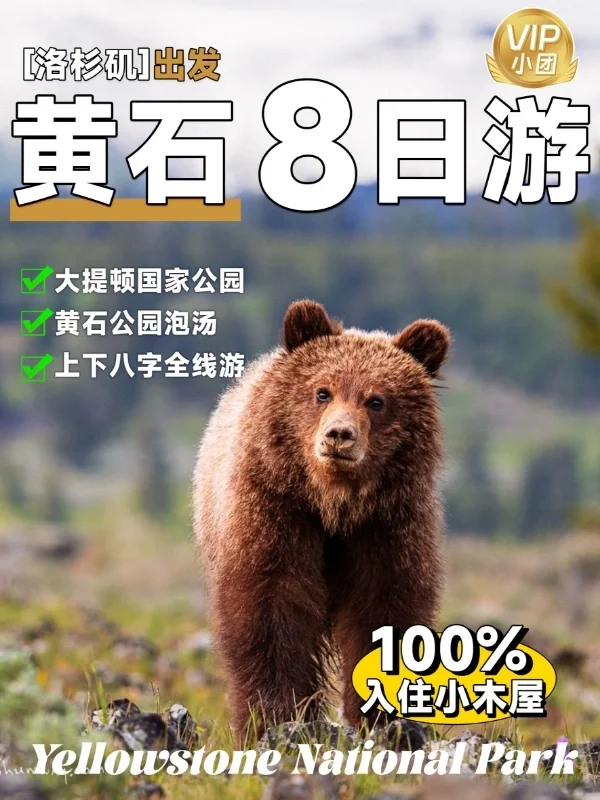 [洛杉矶]出发
VIP
小团
黄石8日游
大提顿国家公园
黄石公园泡汤
上下八字全线游
100%
入住小木屋
Yellowstone National Park